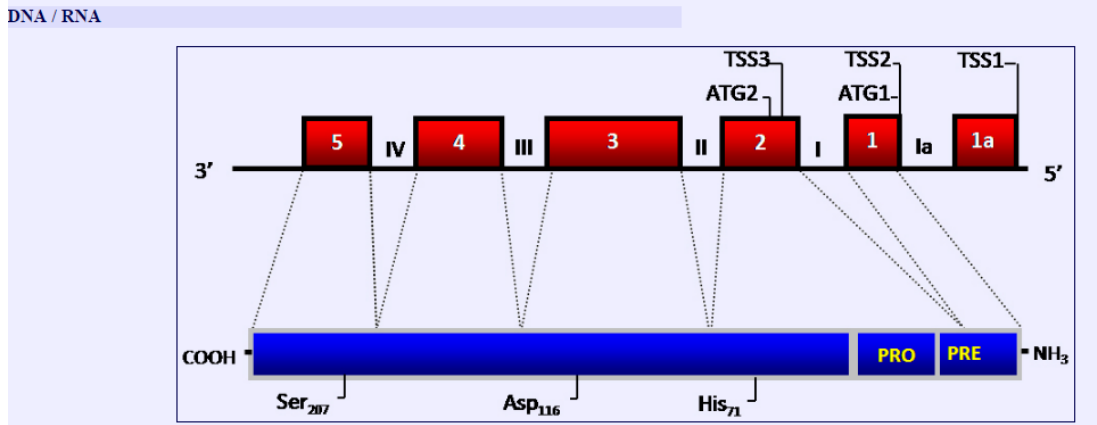 DNA / RNA
TSS3 TSS2 TSS1
ATG2 ATG1
5 IV 4 III 3 II 2 I 1 Ia 1a
3′ 5′
COOH PRO PRE NH₃
Ser₂₀₇ Asp₁₁₆ His₇₁